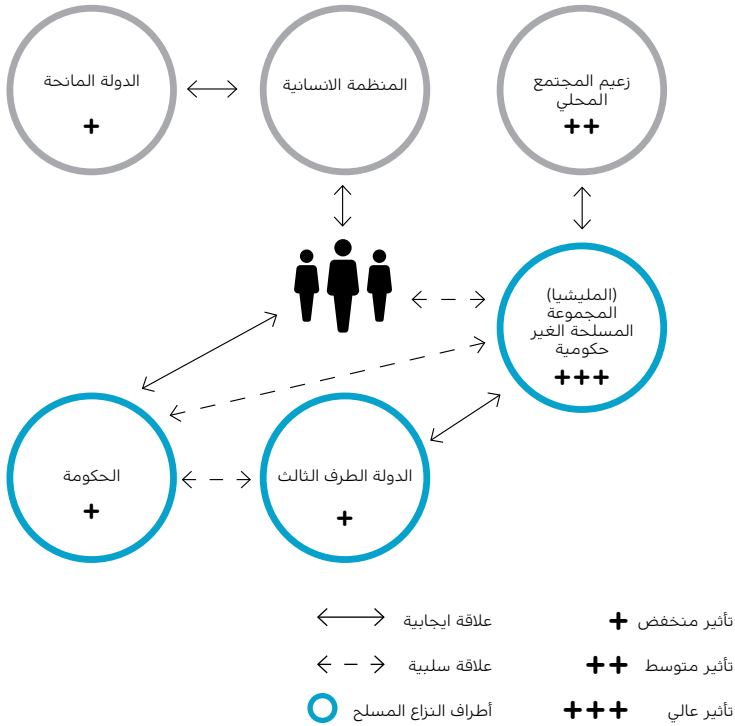 زعيم المجتمع
المحلي
++
المنظمة الانسانية
الدولة المانحة
+
(المليشيا)
المجموعة
المسلحة الغير
حكومية
+++
الدولة الطرف الثالث
+
الحكومة
+
تأثير منخفض +
علاقة ايجابية
تأثير متوسط ++
علاقة سلبية
تأثير عالي +++
أطراف النزاع المسلح